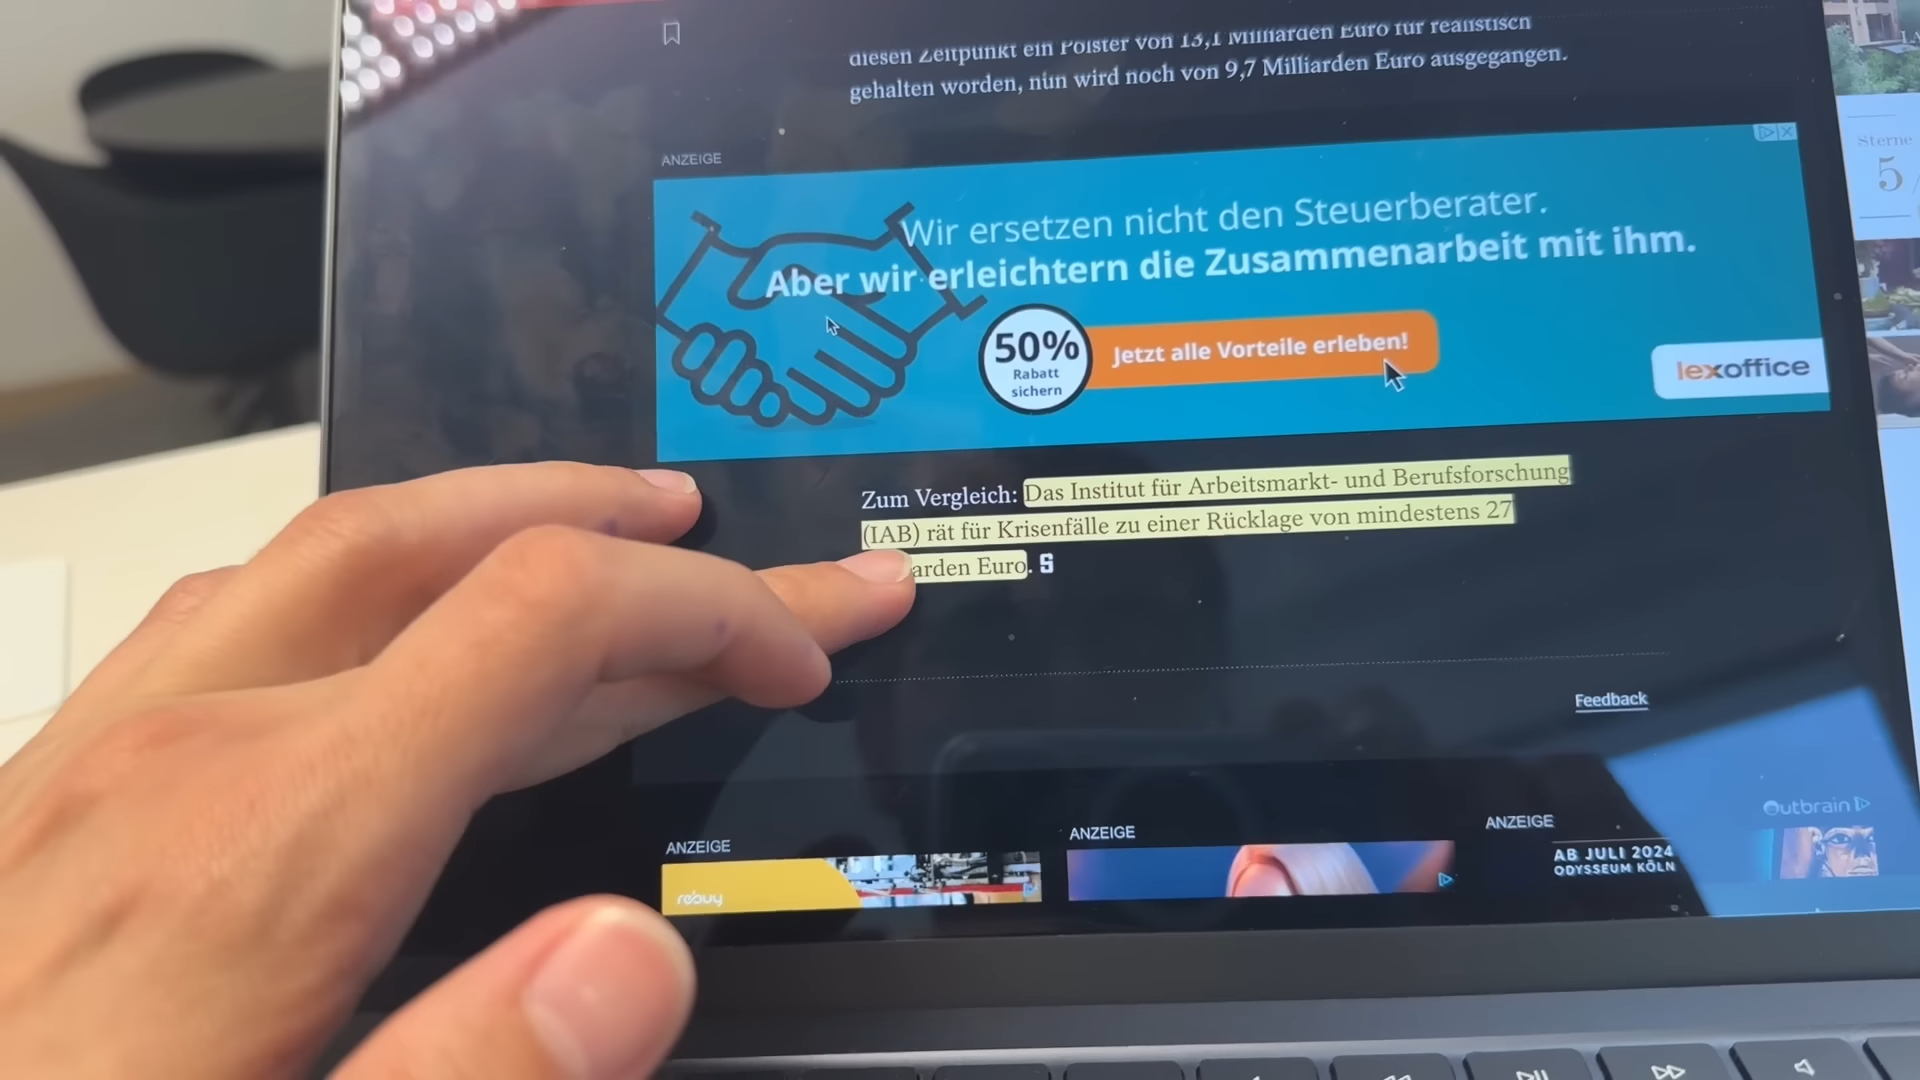 diesen Zeitpunkt ein Polster von 13,1 Milliarden Euro für realistisch
gehalten worden, nun wird noch von 9,7 Milliarden Euro ausgegangen.
ANZEIGE
Wir ersetzen nicht den Steuerberater.
Aber wir erleichtern die Zusammenarbeit mit ihm.
50%
Rabatt
sichern
Jetzt alle Vorteile erleben!
lexoffice
Zum Vergleich: Das Institut für Arbeitsmarkt- und Berufsforschung
(IAB) rät für Krisenfälle zu einer Rücklage von mindestens 27
arden Euro. S
Feedback
Outbrain
ANZEIGE
rebuy
ANZEIGE
ANZEIGE
AB JULI 2024
ODYSSEUM KÖLN
Sterne
5